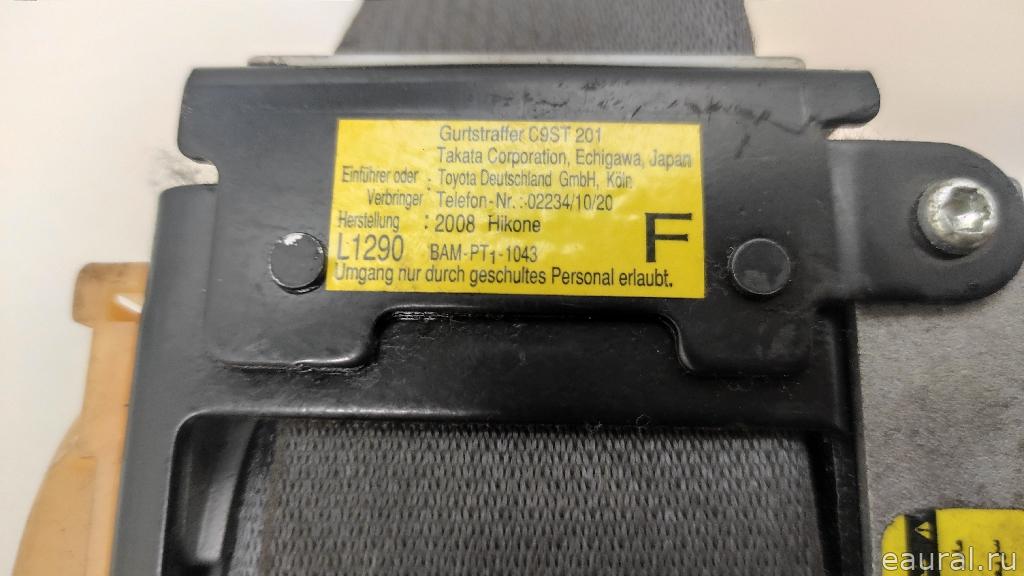 Gurtstraffer C9ST 201
Takata Corporation, Echigawa, Japan
Einführer oder : Toyota Deutschland GmbH, Köln
Verbringer Telefon-Nr. :-02234/10/20
Herstellung : 2008 Hikone
L1290 BAM-PT1-1043
F
Umgang nur durch geschultes Personal erlaubt.
eaural.ru